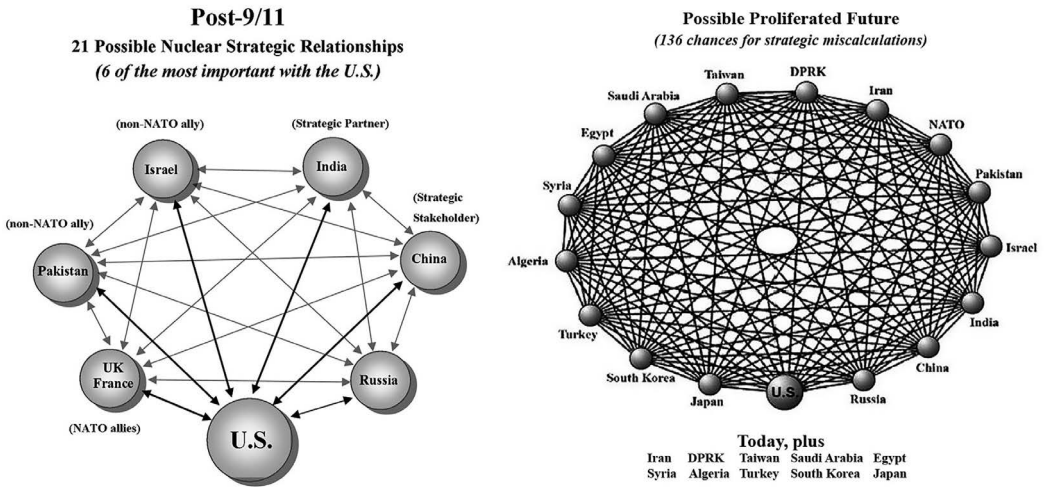 Post-9/11
21 Possible Nuclear Strategic Relationships
(6 of the most important with the U.S.)
(non-NATO ally)
(Strategic Partner)
Israel
India
(Strategic
Stakeholder)
(non-NATO ally)
Pakistan
China
UK
France
Russia
(NATO allies)
U.S.
Possible Proliferated Future
(136 chances for strategic miscalculations)
Taiwan
DPRK
Saudi Arabia
Iran
Egypt
NATO
Syria
Pakistan
Algeria
Israel
Turkey
India
South Korea
China
Japan
U.S.
Russia
Today, plus
Iran DPRK Taiwan Saudi Arabia Egypt
Syria Algeria Turkey South Korea Japan